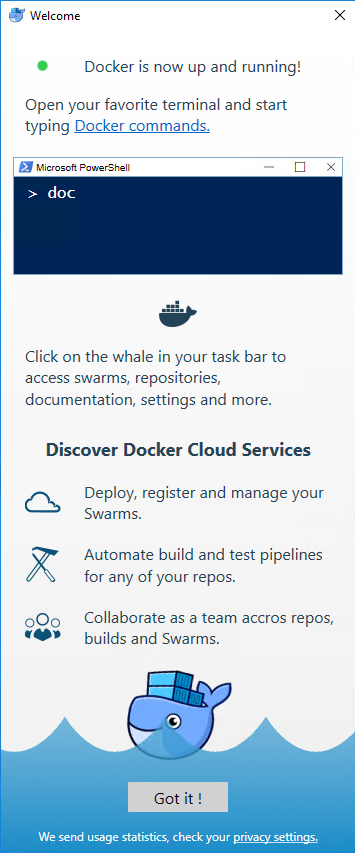 Welcome
Docker is now up and running!
Open your favorite terminal and start
typing Docker commands.
Microsoft PowerShell
> doc
Click on the whale in your task bar to
access swarms, repositories,
documentation, settings and more.
Discover Docker Cloud Services
Deploy, register and manage your
Swarms.
Automate build and test pipelines
for any of your repos.
Collaborate as a team accros repos,
builds and Swarms.
Got it !
We send usage statistics, check your privacy settings.